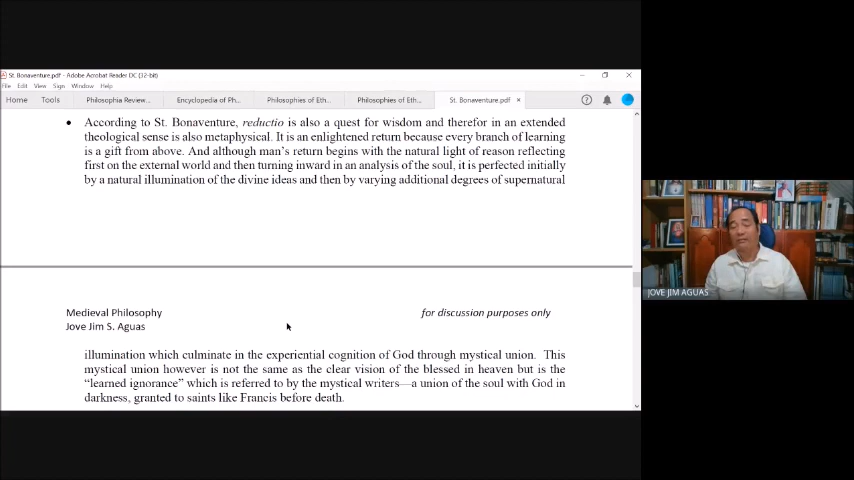 St. Bonaventure.pdf - Adobe Acrobat Reader DC (32-bit)
File Edit View Sign Window Help
Home Tools Philosophia Review... Encyclopedia of Ph... Philosophies of Eth... Philosophies of Eth... St. Bonaventure.pdf ×
• According to St. Bonaventure, reductio is also a quest for wisdom and therefor in an extended
theological sense is also metaphysical. It is an enlightened return because every branch of learning
is a gift from above. And although man's return begins with the natural light of reason reflecting
first on the external world and then turning inward in an analysis of the soul, it is perfected initially
by a natural illumination of the divine ideas and then by varying additional degrees of supernatural
Medieval Philosophy for discussion purposes only
Jove Jim S. Aguas
illumination which culminate in the experiential cognition of God through mystical union. This
mystical union however is not the same as the clear vision of the blessed in heaven but is the
“learned ignorance” which is referred to by the mystical writers—a union of the soul with God in
darkness, granted to saints like Francis before death.
JOVE JIM AGUAS